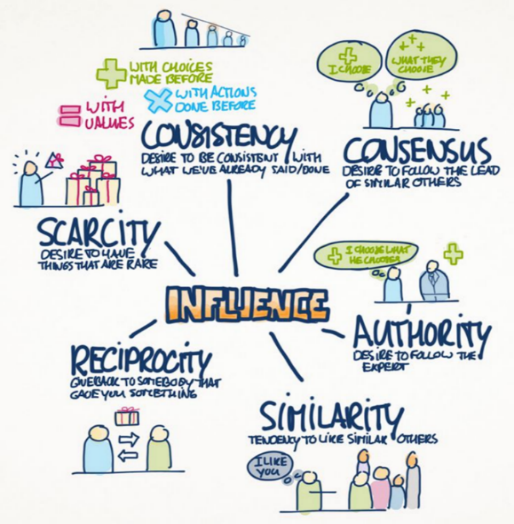 WITH CHOICES
MADE BEFORE
WITH ACTIONS
DONE BEFORE
WITH
VALUES
CONSISTENCY
DESIRE TO BE CONSISTENT WITH
WHAT WE'VE ALREADY SAID/DONE
I CHOOSE
WHAT THEY
CHOOSE
CONSENSUS
DESIRE TO FOLLOW THE LEAD
OF SIMILAR OTHERS
SCARCITY
DESIRE TO HAVE
THINGS THAT ARE RARE
INFLUENCE
I CHOOSE WHAT
HE CHOOSES
AUTHORITY
DESIRE TO FOLLOW THE
EXPERT
RECIPROCITY
GIVE BACK TO SOMEBODY THAT
GAVE YOU SOMETHING
SIMILARITY
TENDENCY TO LIKE SIMILAR OTHERS
I LIKE
YOU